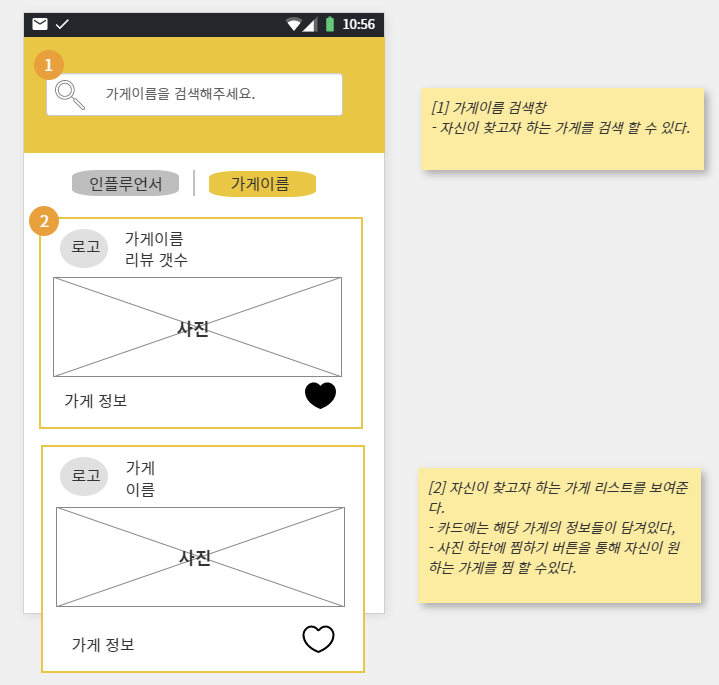 10:56
1
가게이름을 검색해주세요.
인플루언서
가게이름
2
로고
가게이름
리뷰 갯수
사진
가게 정보
로고
가게
이름
사진
가게 정보
[1] 가게이름 검색창
- 자신이 찾고자 하는 가게를 검색 할 수 있다.
[2] 자신이 찾고자 하는 가게 리스트를 보여준
다.
- 카드에는 해당 가게의 정보들이 담겨있다,
- 사진 하단에 찜하기 버튼을 통해 자신이 원
하는 가게를 찜 할 수있다.